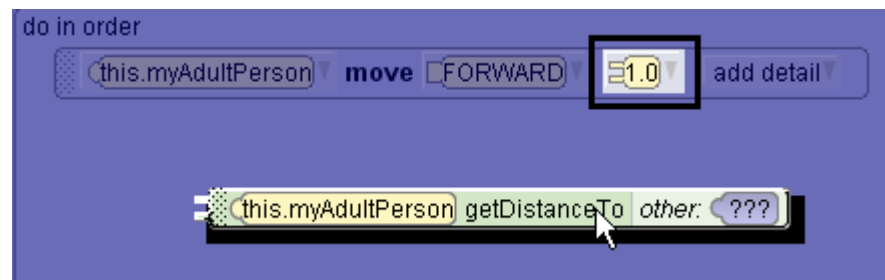 do in order
this.myAdultPerson move FORWARD 1.0 add detail
this.myAdultPerson getDistanceTo other: ???